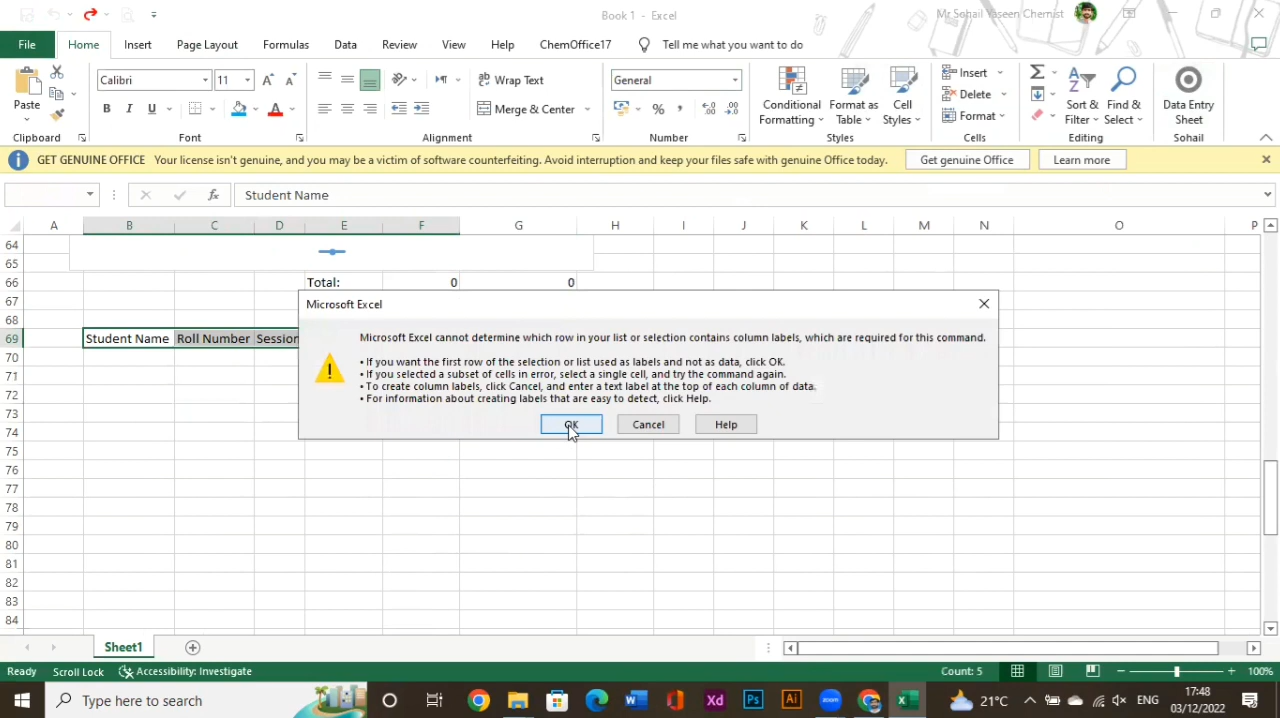 Book 1 - Excel
Mr Sohail Yaseen Chemist
File Home Insert Page Layout Formulas Data Review View Help ChemOffice17 Tell me what you want to do
Calibri 11 Wrap Text General Insert
Paste B I U Merge & Center % , Conditional Formatting Format as Table Cell Styles Delete Format Sort & Filter Find & Select Data Entry Sheet
Clipboard Font Alignment Number Styles Cells Editing Sohail
GET GENUINE OFFICE Your license isn't genuine, and you may be a victim of software counterfeiting. Avoid interruption and keep your files safe with genuine Office today. Get genuine Office Learn more
fx Student Name
A B C D E F G H I J K L M N O P
64
65
66 Total: 0 0
67
68
69 Student Name Roll Number Session
70
71
72
73
74
75
76
77
78
79
80
81
82
83
84
Microsoft Excel
Microsoft Excel cannot determine which row in your list or selection contains column labels, which are required for this command.
• If you want the first row of the selection or list used as labels and not as data, click OK.
• If you selected a subset of cells in error, select a single cell, and try the command again.
• To create column labels, click Cancel, and enter a text label at the top of each column of data.
• For information about creating labels that are easy to detect, click Help.
OK Cancel Help
Sheet1
Ready Scroll Lock Accessibility: Investigate Count: 5 100%
Type here to search 21°C ENG 17:48
03/12/2022